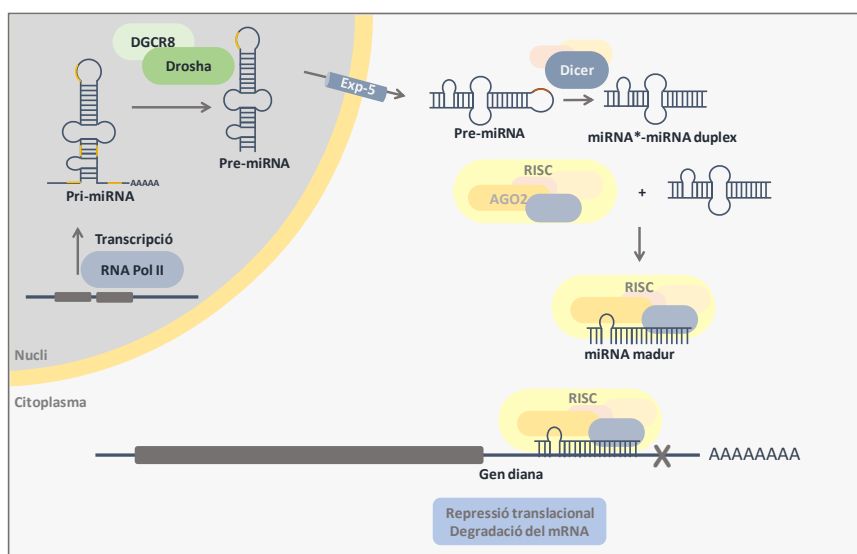 DGCR8
Drosha
Exp-5
Dicer
Pre-miRNA
miRNA*-miRNA duplex
Pre-miRNA
AAAAA
Pri-miRNA
RISC
AGO2
+
Transcripció
RNA Pol II
RISC
miRNA madur
Nucli
Citoplasma
RISC
AAAAAAAA
Gen diana
Repressió translacional
Degradació del mRNA